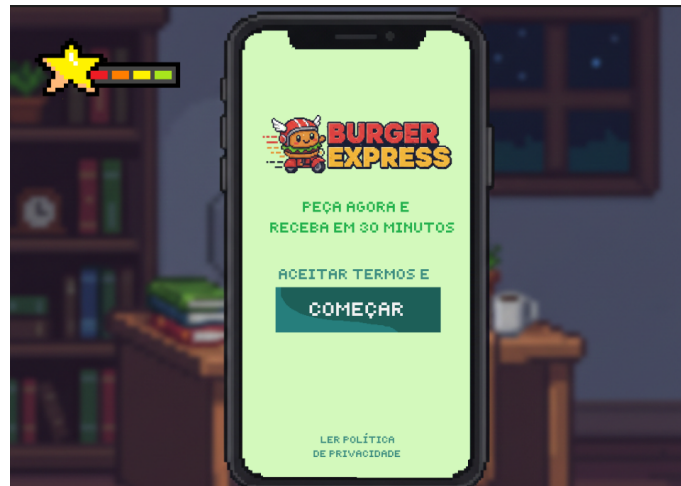 BURGER
EXPRESS
PEÇA AGORA E
RECEBA EM 30 MINUTOS
ACEITAR TERMOS E
COMEÇAR
LER POLÍTICA
DE PRIVACIDADE